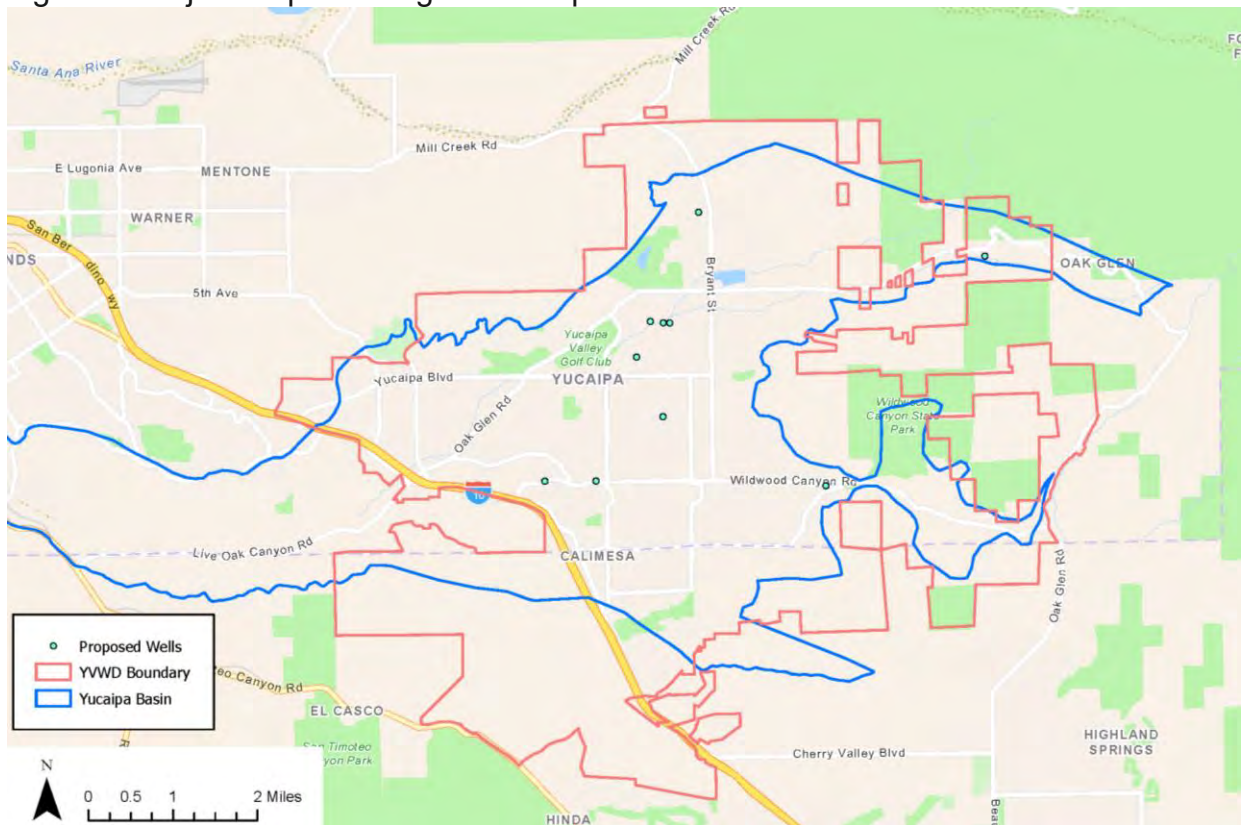 Santa Ana River
Mill Creek Rd
Mill Creek Rd
E Lugonia Ave
MENTONE
WARNER
San Ber
dino
wy
NDS
5th Ave
Bryant St
OAK GLEN
Yucaipa
Valley
Golf Club
YUCAIPA
Yucaipa Blvd
Oak Glen Rd
Wildwood
Canyon State
Park
Wildwood Canyon Rd
10
Live Oak Canyon Rd
CALIMESA
Oak Glen Rd
Proposed Wells
YVWD Boundary
Yucaipa Basin
teo Canyon Rd
EL CASCO
San Timoteo
yon Park
Cherry Valley Blvd
HIGHLAND
SPRINGS
N
0 0.5 1 2 Miles
HINDA
Beau